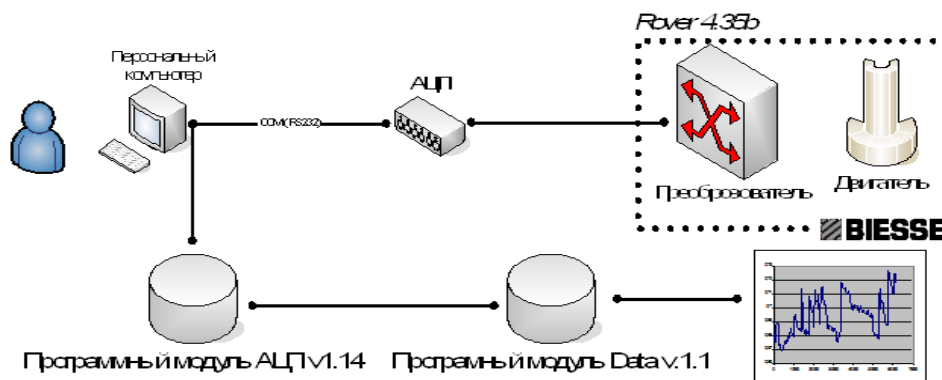 Rover 4.35b
Персональный
компьютер
АЦП
COM(RS232)
Преоброзователь
Двигатель
BIESSE
Программный модуль АЦП v1.14
Програмный модуль Data v.1.1